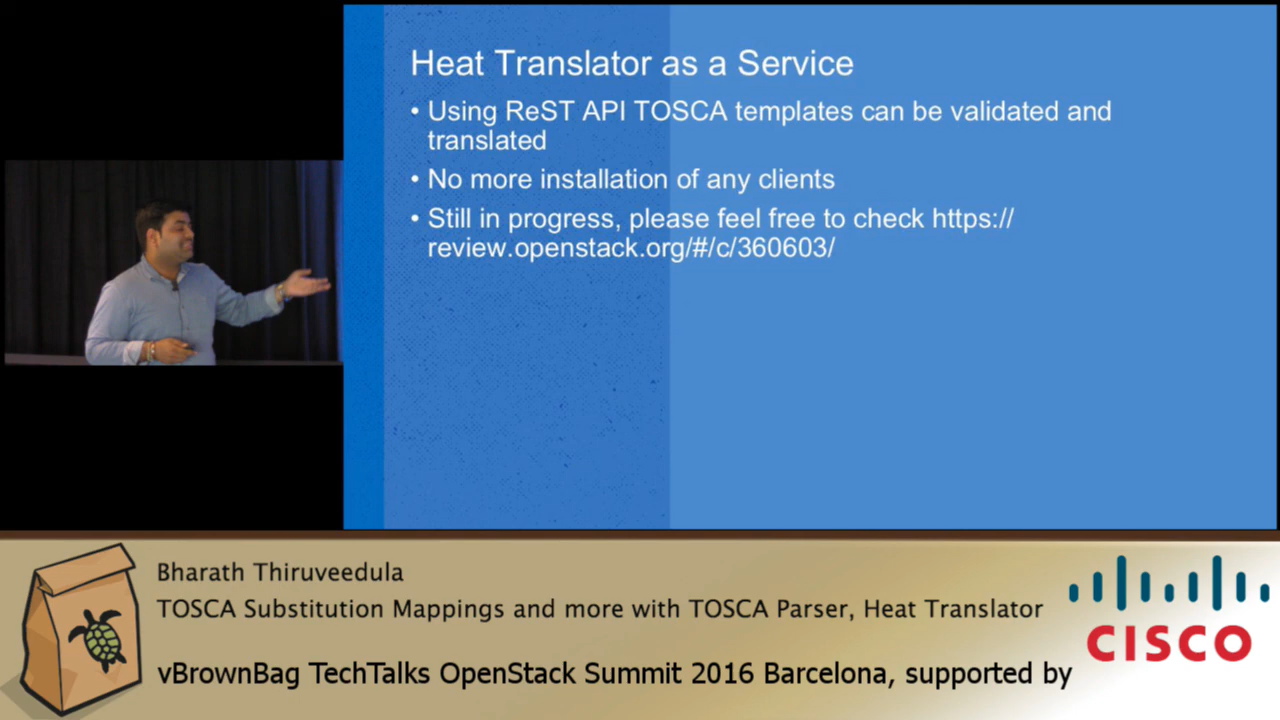 Heat Translator as a Service
• Using ReST API TOSCA templates can be validated and
translated
• No more installation of any clients
• Still in progress, please feel free to check https://
review.openstack.org/#/c/360603/
Bharath Thiruveedula
TOSCA Substitution Mappings and more with TOSCA Parser, Heat Translator
vBrownBag TechTalks OpenStack Summit 2016 Barcelona, supported by
CISCO